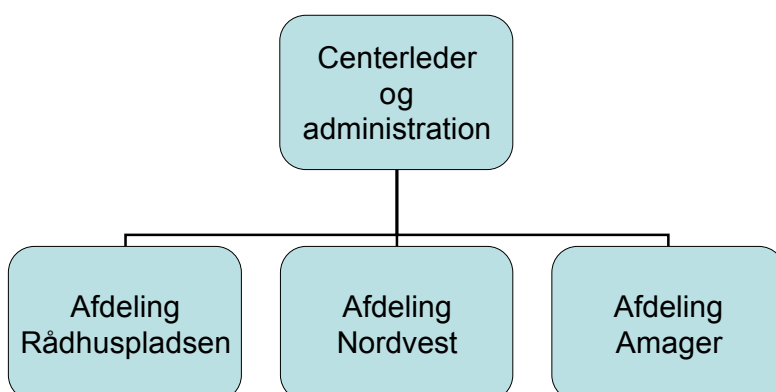 Centerleder
og
administration
Afdeling
Rådhuspladsen
Afdeling
Nordvest
Afdeling
Amager